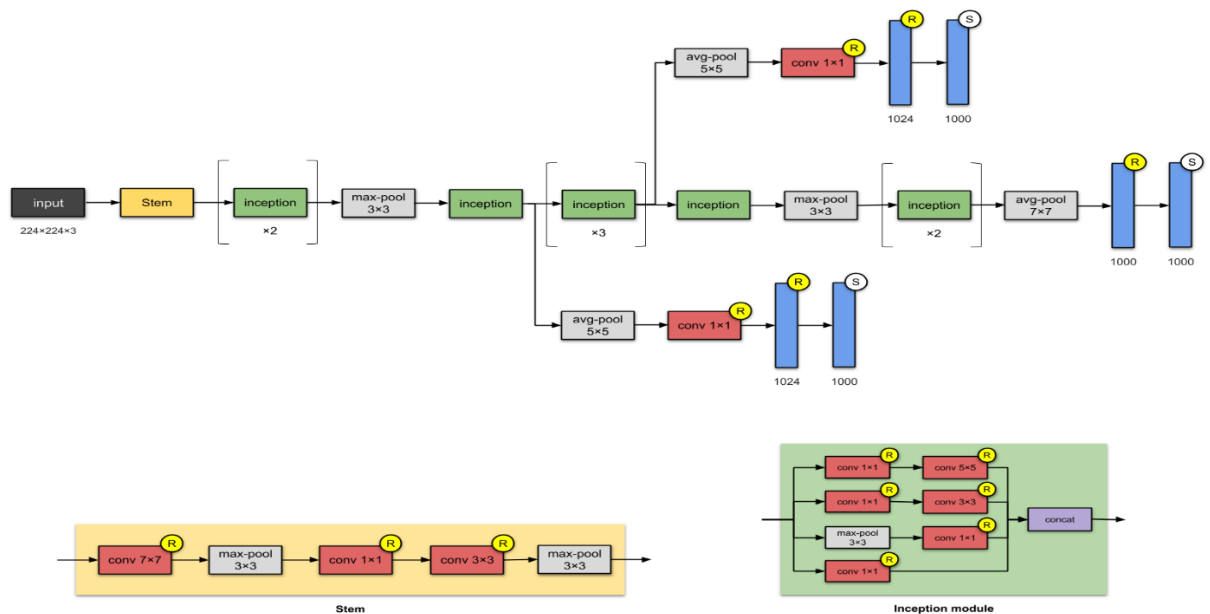 R
S
avg-pool
5×5
conv 1×1
1024
1000
input
Stem
inception
max-pool
3×3
inception
inception
inception
max-pool
3×3
inception
avg-pool
7×7
R
S
224×224×3
×2
×3
×2
1000
1000
R
R
S
avg-pool
5×5
conv 1×1
1024
1000
R
conv 7×7
R
max-pool
3×3
conv 1×1
R
conv 3×3
R
max-pool
3×3
Stem
conv 1×1
R
conv 5×5
R
conv 1×1
R
conv 3×3
R
max-pool
3×3
conv 1×1
R
conv 1×1
R
concat
Inception module